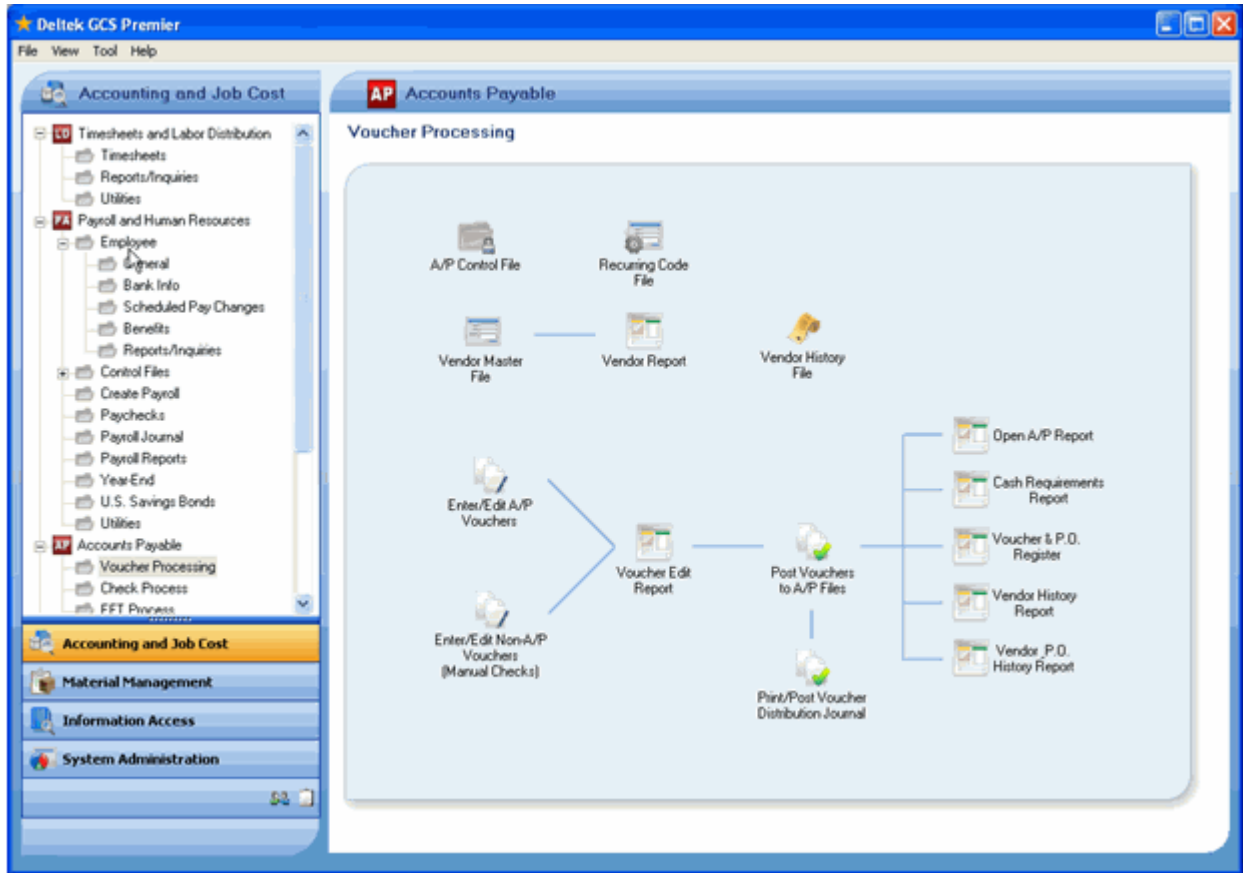 Deltek GCS Premier
File View Tool Help
Accounting and Job Cost
LD Timesheets and Labor Distribution
Timesheets
Reports/Inquiries
Utilities
Payroll and Human Resources
Employee
General
Bank Info
Scheduled Pay Changes
Benefits
Reports/Inquiries
Control Files
Create Payroll
Paychecks
Payroll Journal
Payroll Reports
Year-End
U.S. Savings Bonds
Utilities
AP Accounts Payable
Voucher Processing
Check Process
EFT Process
Accounting and Job Cost
Material Management
Information Access
System Administration
AP Accounts Payable
Voucher Processing
A/P Control File
Recurring Code
File
Vendor Master
File
Vendor Report
Vendor History
File
Enter/Edit A/P
Vouchers
Enter/Edit Non-A/P
Vouchers
(Manual Checks)
Voucher Edit
Report
Post Vouchers
to A/P Files
Print/Post Voucher
Distribution Journal
Open A/P Report
Cash Requirements
Report
Voucher & P.O.
Register
Vendor History
Report
Vendor_P.O.
History Report